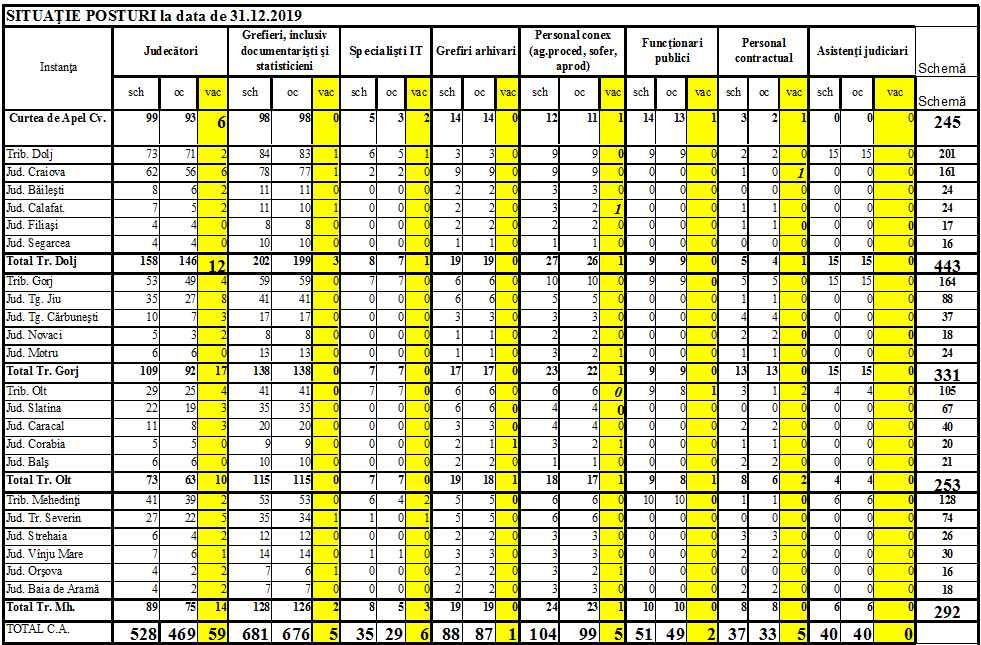 SITUAŢIE POSTURI la data de 31.12.2019
Instanţa Judecători Grefieri, inclusiv documentarişti şi statisticieni Specialişti IT Grefiri arhivari Personal conex (ag.proced, sofer, aprod) Funcţionari publici Personal contractual Asistenţi judiciari Schemă
sch oc vac sch oc vac sch oc vac sch oc vac sch oc vac sch oc vac sch oc vac sch oc vac Schemă
Curtea de Apel Cv. 99 93 6 98 98 0 5 3 2 14 14 0 12 11 1 14 13 1 3 2 1 0 0 0 245
Trib. Dolj 73 71 2 84 83 1 6 5 1 3 3 0 9 9 0 9 9 0 2 2 0 15 15 0 201
Jud. Craiova 62 56 6 78 77 1 2 2 0 9 9 0 9 9 0 0 0 0 1 0 1 0 0 0 161
Jud. Băileşti 8 6 2 11 11 0 0 0 0 2 2 0 3 3 0 0 0 0 0 0 0 0 0 0 24
Jud. Calafat. 7 5 2 11 10 1 0 0 0 2 2 0 3 2 1 0 0 0 1 1 0 0 0 0 24
Jud. Filiaşi 4 4 0 8 8 0 0 0 0 2 2 0 2 2 0 0 0 0 1 1 0 0 0 0 17
Jud. Segarcea 4 4 0 10 10 0 0 0 0 1 1 0 1 1 0 0 0 0 0 0 0 0 0 0 16
Total Tr. Dolj 158 146 12 202 199 3 8 7 1 19 19 0 27 26 1 9 9 0 5 4 1 15 15 0 443
Trib. Gorj 53 49 4 59 59 0 7 7 0 6 6 0 10 10 0 9 9 0 5 5 0 15 15 0 164
Jud. Tg. Jiu 35 27 8 41 41 0 0 0 0 6 6 0 5 5 0 0 0 0 1 1 0 0 0 0 88
Jud. Tg. Cărbuneşti 10 7 3 17 17 0 0 0 0 3 3 0 3 3 0 0 0 0 4 4 0 0 0 0 37
Jud. Novaci 5 3 2 8 8 0 0 0 0 1 1 0 2 2 0 0 0 0 2 2 0 0 0 0 18
Jud. Motru 6 6 0 13 13 0 0 0 0 1 1 0 3 2 1 0 0 0 1 1 0 0 0 0 24
Total Tr. Gorj 109 92 17 138 138 0 7 7 0 17 17 0 23 22 1 9 9 0 13 13 0 15 15 0 331
Trib. Olt 29 25 4 41 41 0 7 7 0 6 6 0 6 6 0 9 8 1 3 1 2 4 4 0 105
Jud. Slatina 22 19 3 35 35 0 0 0 0 6 6 0 4 4 0 0 0 0 0 0 0 0 0 0 67
Jud. Caracal 11 8 3 20 20 0 0 0 0 3 3 0 4 4 0 0 0 0 2 2 0 0 0 0 40
Jud. Corabia 5 5 0 9 9 0 0 0 0 2 1 1 3 2 1 0 0 0 1 1 0 0 0 0 20
Jud. Balş 6 6 0 10 10 0 0 0 0 2 2 0 1 1 0 0 0 0 2 2 0 0 0 0 21
Total Tr. Olt 73 63 10 115 115 0 7 7 0 19 18 1 18 17 1 9 8 1 8 6 2 4 4 0 253
Trib. Mehedinţi 41 39 2 53 53 0 6 4 2 5 5 0 6 6 0 10 10 0 1 1 0 6 6 0 128
Jud. Tr. Severin 27 22 5 35 34 1 1 0 1 5 5 0 6 6 0 0 0 0 0 0 0 0 0 0 74
Jud. Strehaia 6 4 2 12 12 0 0 0 0 2 2 0 3 3 0 0 0 0 3 3 0 0 0 0 26
Jud. Vînju Mare 7 6 1 14 14 0 1 1 0 3 3 0 3 3 0 0 0 0 2 2 0 0 0 0 30
Jud. Orşova 4 2 2 7 6 1 0 0 0 2 2 0 3 2 1 0 0 0 0 0 0 0 0 0 16
Jud. Baia de Aramă 4 2 2 7 7 0 0 0 0 2 2 0 3 3 0 0 0 0 2 2 0 0 0 0 18
Total Tr. Mh. 89 75 14 128 126 2 8 5 3 19 19 0 24 23 1 10 10 0 8 8 0 6 6 0 292
TOTAL C.A. 528 469 59 681 676 5 35 29 6 88 87 1 104 99 5 51 49 2 37 33 5 40 40 0